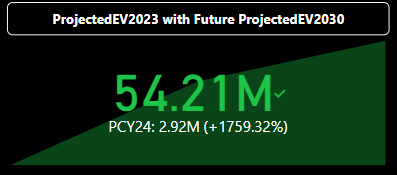 ProjectedEV2023 with Future ProjectedEV2030
54.21M✓
PCY24: 2.92M (+1759.32%)